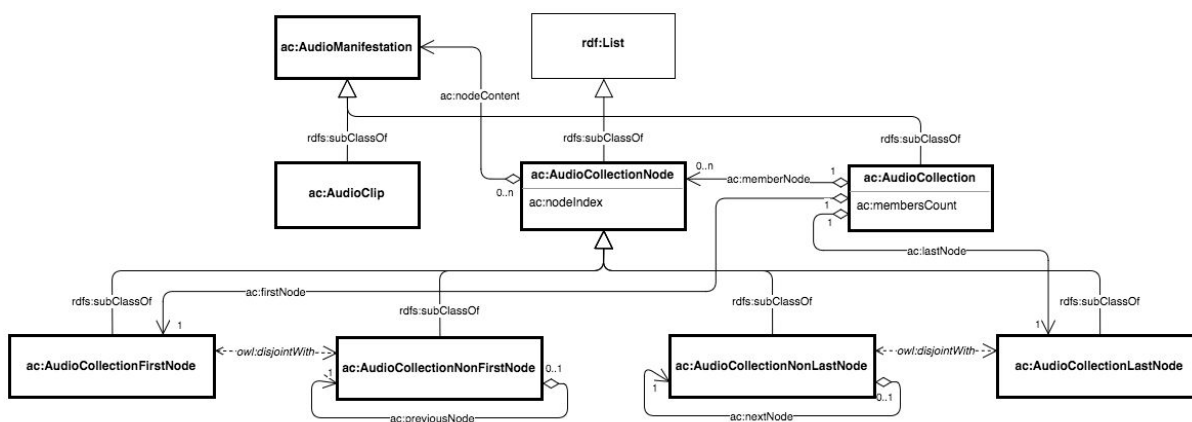 ac:AudioManifestation
rdf:List
ac:nodeContent
rdfs:subClassOf
rdfs:subClassOf
rdfs:subClassOf
ac:AudioClip
0..n
ac:AudioCollectionNode
ac:nodeIndex
0..n
ac:memberNode
1
ac:AudioCollection
ac:membersCount
1
1
ac:lastNode
ac:firstNode
rdfs:subClassOf
rdfs:subClassOf
rdfs:subClassOf
rdfs:subClassOf
1
1
ac:AudioCollectionFirstNode
owl:disjointWith
ac:AudioCollectionNonFirstNode
1
0..1
ac:previousNode
ac:AudioCollectionNonLastNode
1
0..1
ac:nextNode
owl:disjointWith
ac:AudioCollectionLastNode